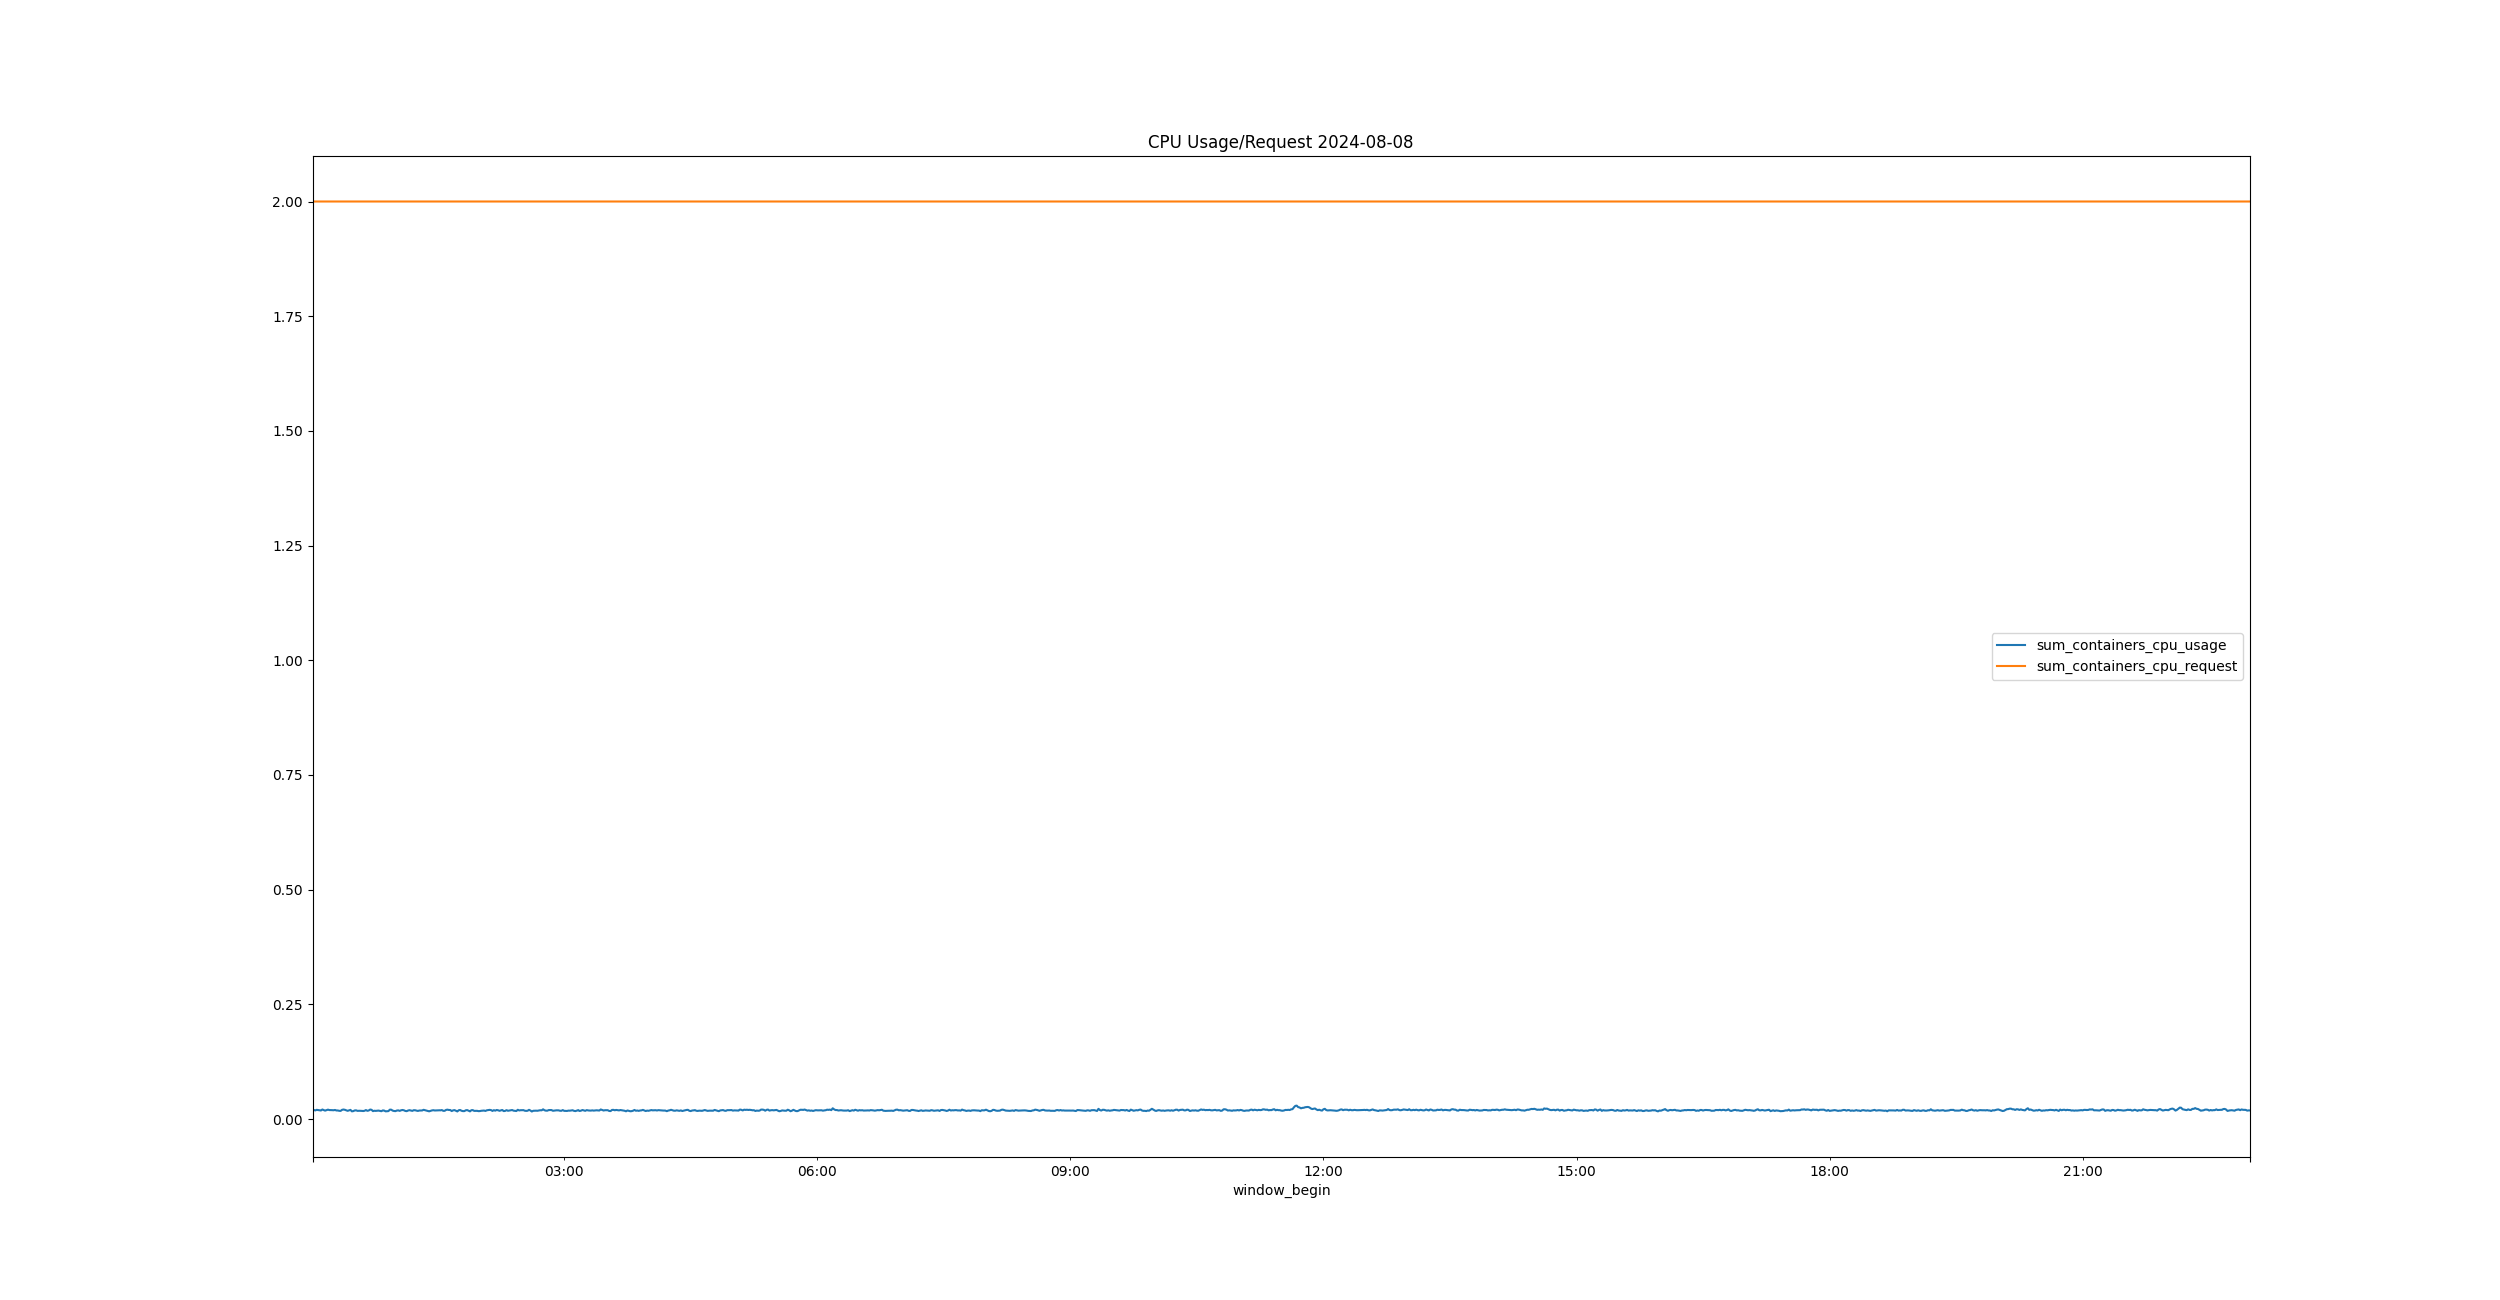 CPU Usage/Request 2024-08-08
2.00
1.75
1.50
1.25
1.00
0.75
0.50
0.25
0.00
sum_containers_cpu_usage
sum_containers_cpu_request
03:00 06:00 09:00 12:00 15:00 18:00 21:00
window_begin